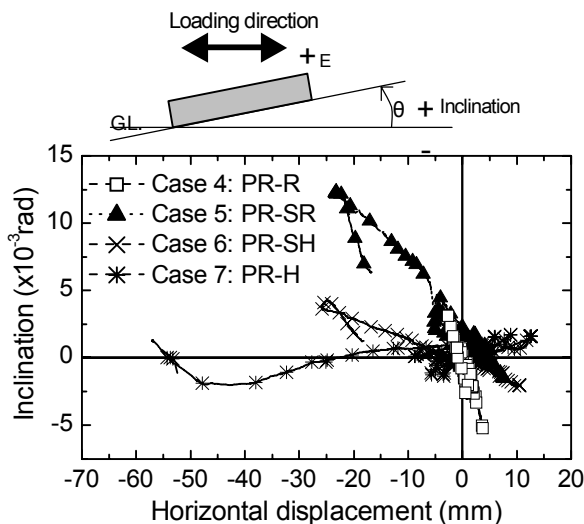 Loading direction
+E
GL.
θ + Inclination
-
15
10
5
0
-5
Inclination (x10⁻³rad)
Case 4: PR-R
Case 5: PR-SR
Case 6: PR-SH
Case 7: PR-H
-70 -60 -50 -40 -30 -20 -10 0 10 20
Horizontal displacement (mm)